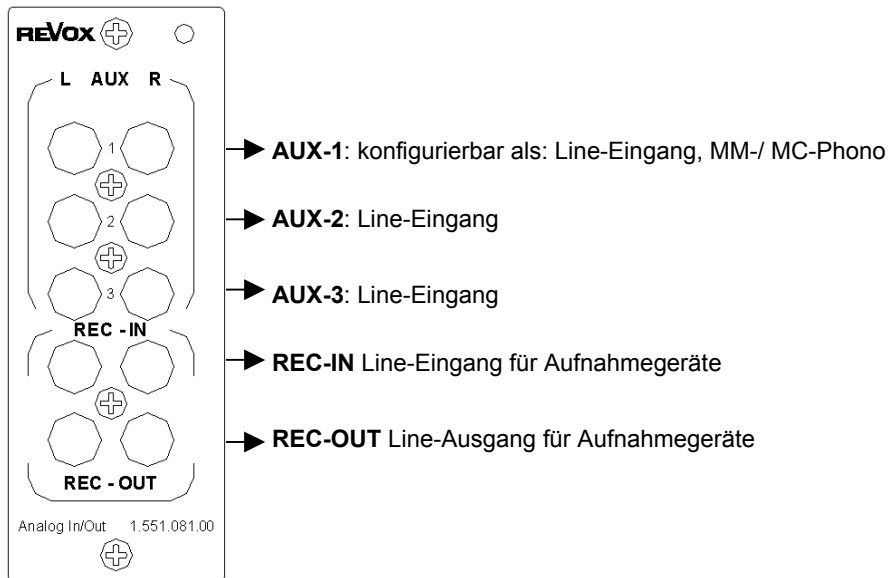 REVOX
L AUX R
1
AUX-1: konfigurierbar als: Line-Eingang, MM-/ MC-Phono
2
AUX-2: Line-Eingang
3
AUX-3: Line-Eingang
REC - IN
REC-IN Line-Eingang für Aufnahmegeräte
REC-OUT Line-Ausgang für Aufnahmegeräte
REC - OUT
Analog In/Out 1.551.081.00